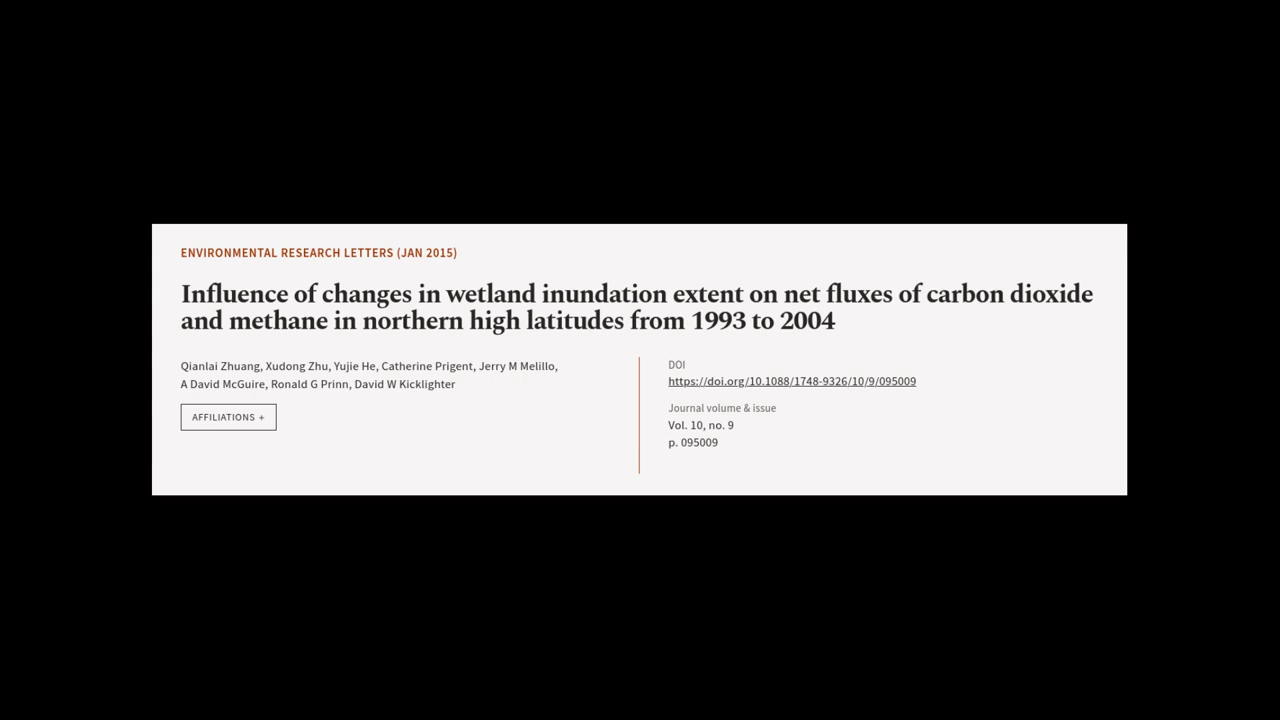 ENVIRONMENTAL RESEARCH LETTERS (JAN 2015)
Influence of changes in wetland inundation extent on net fluxes of carbon dioxide
and methane in northern high latitudes from 1993 to 2004
Qianlai Zhuang, Xudong Zhu, Yujie He, Catherine Prigent, Jerry M Melillo,
A David McGuire, Ronald G Prinn, David W Kicklighter
AFFILIATIONS +
DOI
https://doi.org/10.1088/1748-9326/10/9/095009
Journal volume & issue
Vol. 10, no. 9
p. 095009